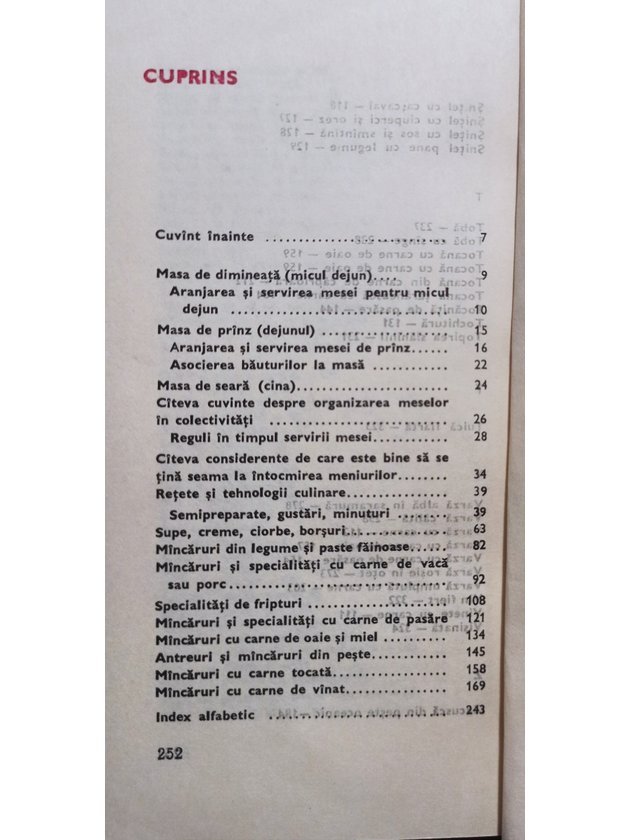 CUPRINS
Cuvînt înainte ............................ 7
Masa de dimineață (micul dejun).... 9
Aranjarea și servirea mesei pentru micul
dejun ............................ 10
Masa de prînz (dejunul) .................. 15
Aranjarea și servirea mesei de prînz...... 16
Asocierea băuturilor la masă ............ 22
Masa de seară (cina)........................ 24
Cîteva cuvinte despre organizarea meselor
în colectivități ............................ 26
Reguli în timpul servirii mesei............ 28
Cîteva considerente de care este bine să se
țină seama la întocmirea meniurilor........ 34
Rețete și tehnologii culinare................ 39
Semipreparate, gustări, minuturi ........ 39
Supe, creme, ciorbe, borșuri................ 63
Mîncăruri din legume și paste făinoase...... 82
Mîncăruri și specialități cu carne de vacă
sau porc.................................. 92
Specialități de fripturi ...................... 108
Mîncăruri și specialități cu carne de pasăre 121
Mîncăruri cu carne de oaie și miel .......... 134
Antreuri și mîncăruri din pește............ 145
Mîncăruri cu carne tocată.................. 158
Mîncăruri cu carne de vînat................ 169
Index alfabetic ............................ 243
252